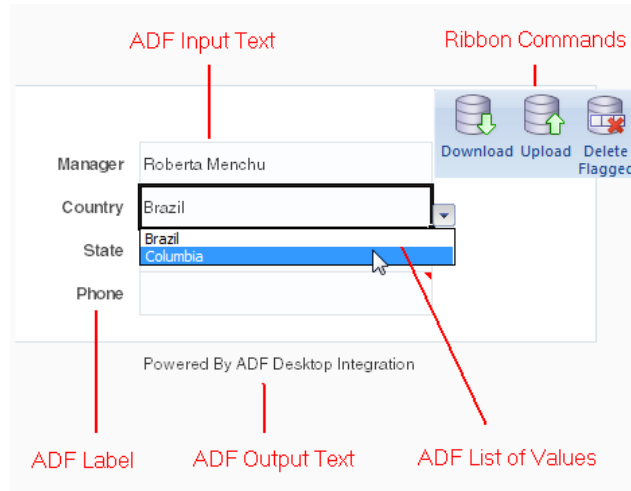 ADF Input Text
Ribbon Commands
Download Upload Delete
Flagged
Manager Roberta Menchu
Country Brazil
Brazil
State
Columbia
Phone
Powered By ADF Desktop Integration
ADF Label
ADF Output Text
ADF List of Values